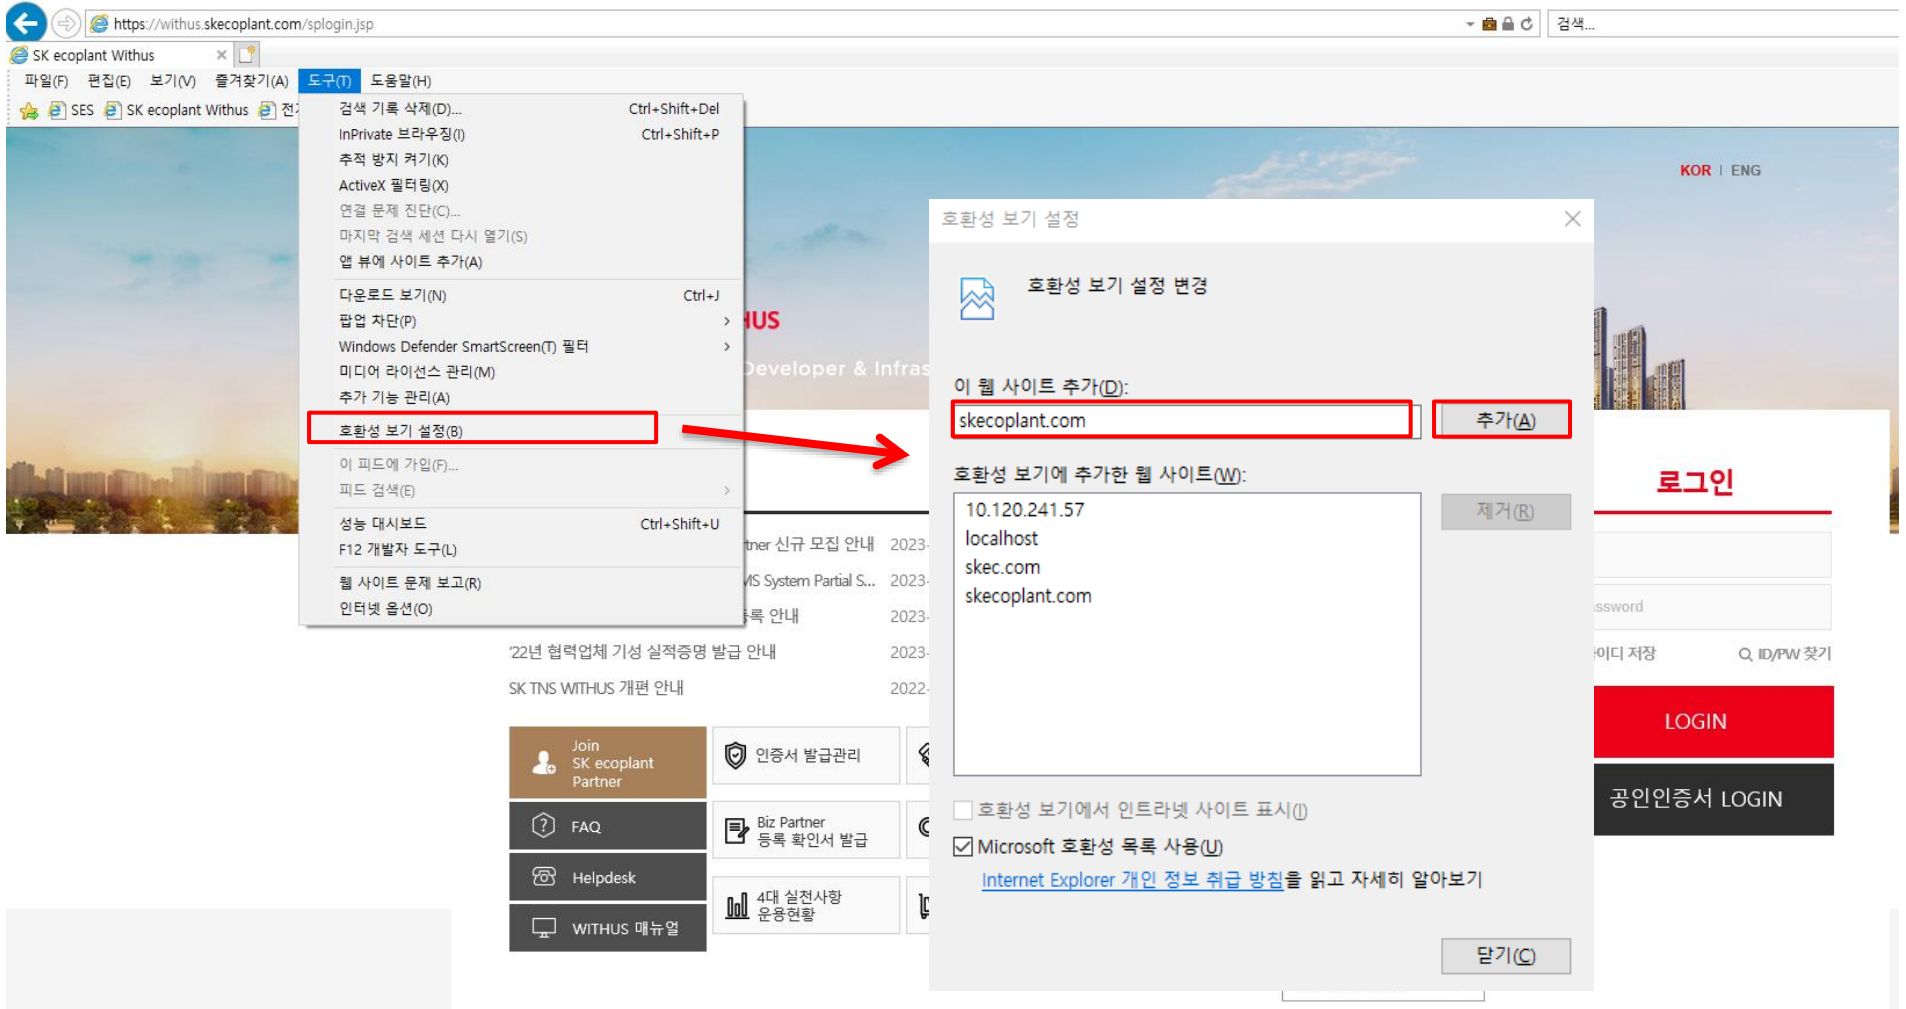 https://withus.skecoplant.com/splogin.jsp
검색...
SK ecoplant Withus
파일(F) 편집(E) 보기(V) 즐겨찾기(A) 도구(T) 도움말(H)
SES SK ecoplant Withus
검색 기록 삭제(D)... Ctrl+Shift+Del
InPrivate 브라우징(I) Ctrl+Shift+P
추적 방지 켜기(K)
ActiveX 필터링(X)
연결 문제 진단(C)...
마지막 검색 세션 다시 열기(S)
앱 뷰에 사이트 추가(A)
다운로드 보기(N) Ctrl+J
팝업 차단(P)
Windows Defender SmartScreen(T) 필터
미디어 라이선스 관리(M)
추가 기능 관리(A)
호환성 보기 설정(B)
이 피드에 가입(F)...
피드 검색(E)
성능 대시보드 Ctrl+Shift+U
F12 개발자 도구(L)
웹 사이트 문제 보고(R)
인터넷 옵션(O)
KOR | ENG
HUS
Developer & Infras
신규 모집 안내 2023-
MS System Partial S... 2023-
등록 안내 2023-
'22년 협력업체 기성 실적증명 발급 안내 2023-
SK TNS WITHUS 개편 안내 2022-
Join
SK ecoplant
Partner
인증서 발급관리
FAQ
Biz Partner
등록 확인서 발급
Helpdesk
4대 실천사항
운용현황
WITHUS 매뉴얼
호환성 보기 설정
호환성 보기 설정 변경
이 웹 사이트 추가(D):
skecoplant.com
추가(A)
호환성 보기에 추가한 웹 사이트(W):
10.120.241.57
localhost
skec.com
skecoplant.com
제거(R)
호환성 보기에서 인트라넷 사이트 표시(I)
Microsoft 호환성 목록 사용(U)
Internet Explorer 개인 정보 취급 방침을 읽고 자세히 알아보기
닫기(C)
로그인
ssword
이디 저장 ID/PW 찾기
LOGIN
공인인증서 LOGIN